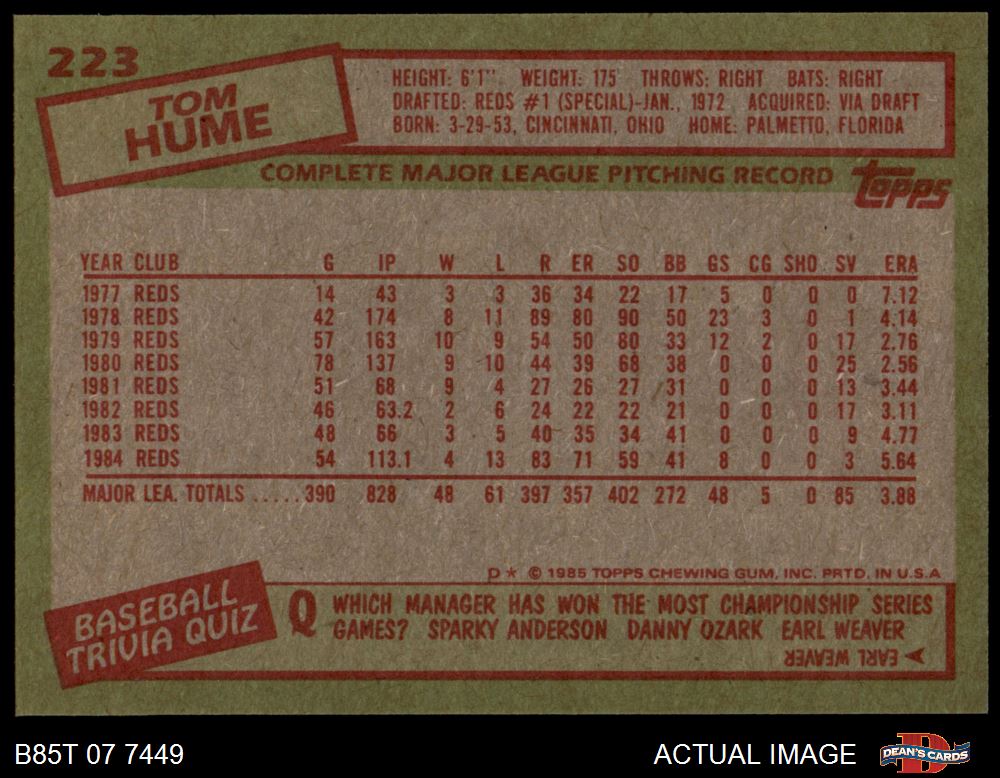 223
TOM
HUME
HEIGHT: 6'1" WEIGHT: 175 THROWS: RIGHT BATS: RIGHT
DRAFTED: REDS #1 (SPECIAL)-JAN., 1972 ACQUIRED: VIA DRAFT
BORN: 3-29-53, CINCINNATI, OHIO HOME: PALMETTO, FLORIDA
COMPLETE MAJOR LEAGUE PITCHING RECORD
topps
YEAR CLUB G IP W L R ER SO BB GS CG SHO SV ERA
1977 REDS 14 43 3 3 36 34 22 17 5 0 0 0 7.12
1978 REDS 42 174 8 11 89 80 90 50 23 3 0 1 4.14
1979 REDS 57 163 10 9 54 50 80 33 12 2 0 17 2.76
1980 REDS 78 137 9 10 44 39 68 38 0 0 0 25 2.56
1981 REDS 51 68 9 4 27 26 27 31 0 0 0 13 3.44
1982 REDS 46 63.2 2 6 24 22 22 21 0 0 0 17 3.11
1983 REDS 48 66 3 5 40 35 34 41 0 0 0 9 4.77
1984 REDS 54 113.1 4 13 83 71 59 41 8 0 0 3 5.64
MAJOR LEA. TOTALS .....390 828 48 61 397 357 402 272 48 5 0 85 3.88
D * © 1985 TOPPS CHEWING GUM, INC. PRTD. IN U.S.A
BASEBALL
TRIVIA QUIZ
Q WHICH MANAGER HAS WON THE MOST CHAMPIONSHIP SERIES
GAMES? SPARKY ANDERSON DANNY OZARK EARL WEAVER
EARL WEAVER
B85T 07 7449
ACTUAL IMAGE
DEAN'S CARDS